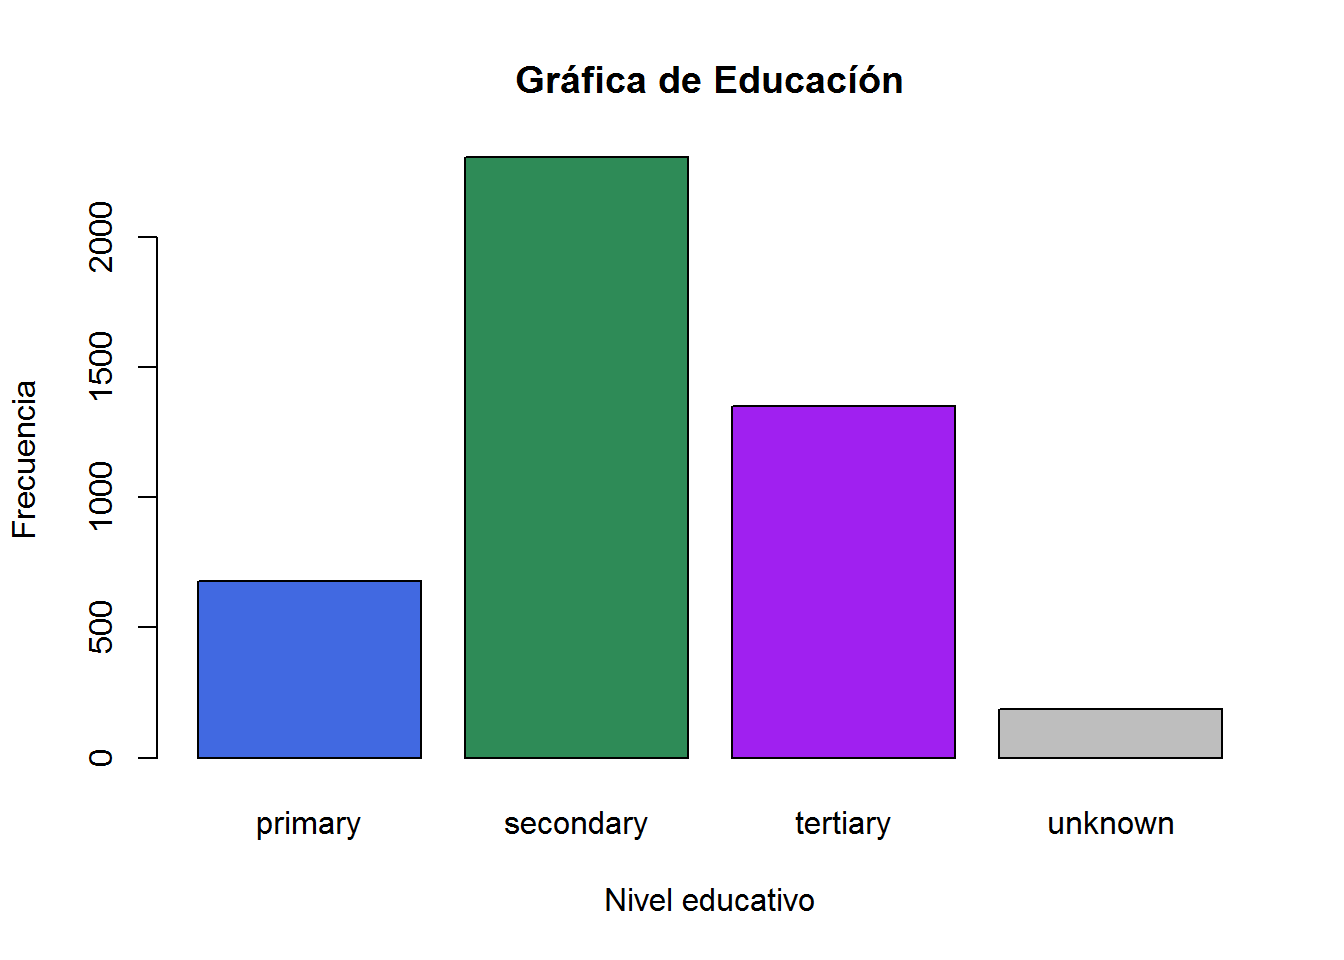 Gráfica de Educacíón
Frecuencia
2000
1500
1000
500
0
primary secondary tertiary unknown
Nivel educativo